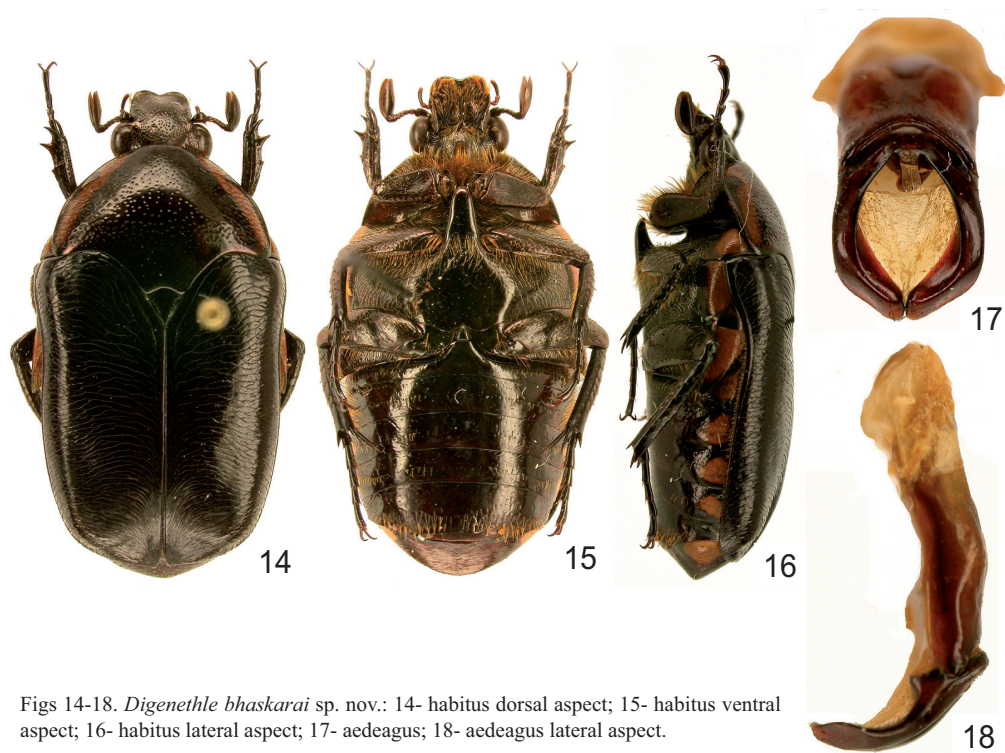 14
15
16
17
18
Figs 14-18. Digenethle bhaskarai sp. nov.: 14- habitus dorsal aspect; 15- habitus ventral
aspect; 16- habitus lateral aspect; 17- aedeagus; 18- aedeagus lateral aspect.